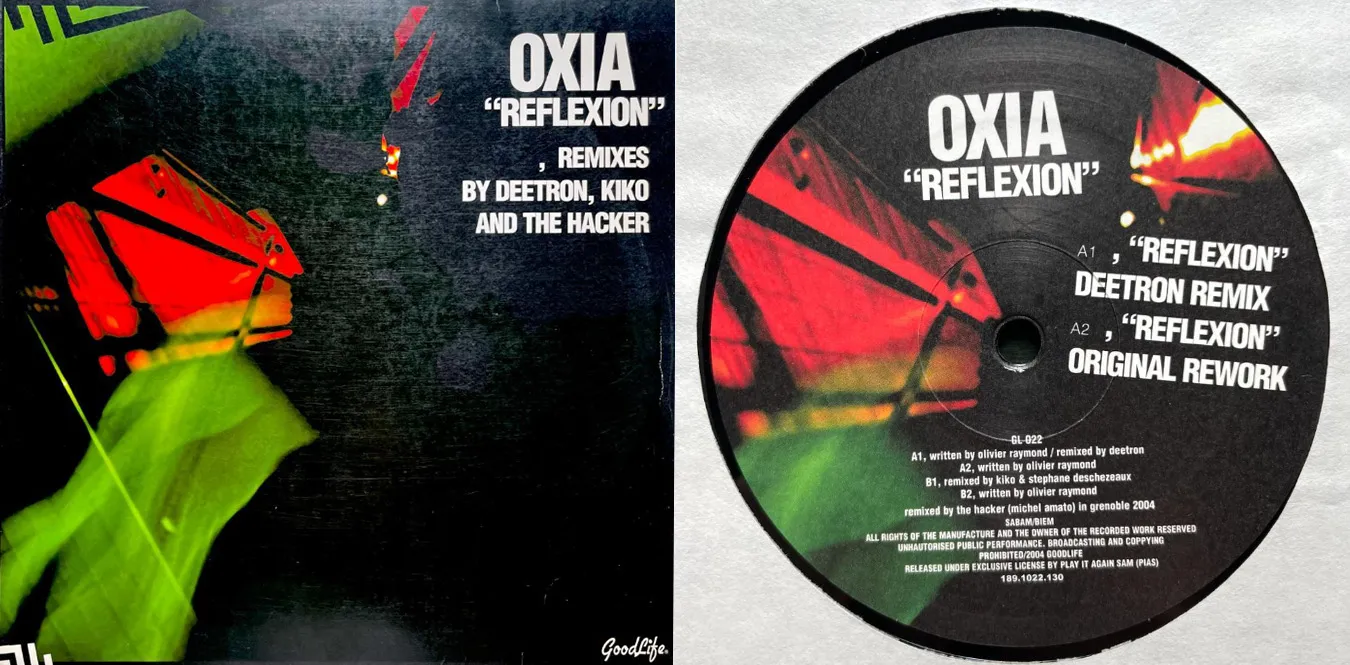 OXIA
“REFLEXION”
, REMIXES
BY DEETRON, KIKO
AND THE HACKER
GoodLife.
OXIA
“REFLEXION”
A1 , “REFLEXION”
DEETRON REMIX
A2 , “REFLEXION”
ORIGINAL REWORK
GL 022
A1, written by olivier raymond / remixed by deetron
A2, written by olivier raymond
B1, remixed by kiko & stephane deschezeaux
B2, written by olivier raymond
remixed by the hacker (michel amato) in grenoble 2004
SABAM/BIEM
ALL RIGHTS OF THE MANUFACTURE AND THE OWNER OF THE RECORDED WORK RESERVED
UNHAUTORISED PUBLIC PERFORMANCE. BROADCASTING AND COPPYING
PROHIBITED/2004 GOODLIFE
RELEASED UNDER EXCLUSIVE LICENSE BY PLAY IT AGAIN SAM (PIAS)
189.1022.130